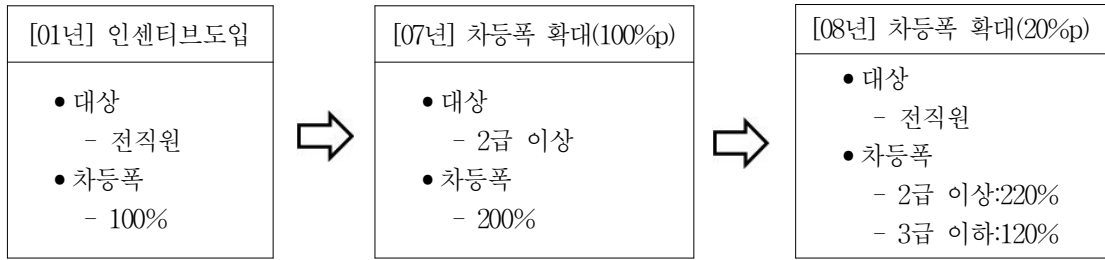 [01년] 인센티브도입
● 대상
- 전직원
● 차등폭
- 100%
[07년] 차등폭 확대(100%p)
● 대상
- 2급 이상
● 차등폭
- 200%
[08년] 차등폭 확대(20%p)
● 대상
- 전직원
● 차등폭
- 2급 이상:220%
- 3급 이하:120%